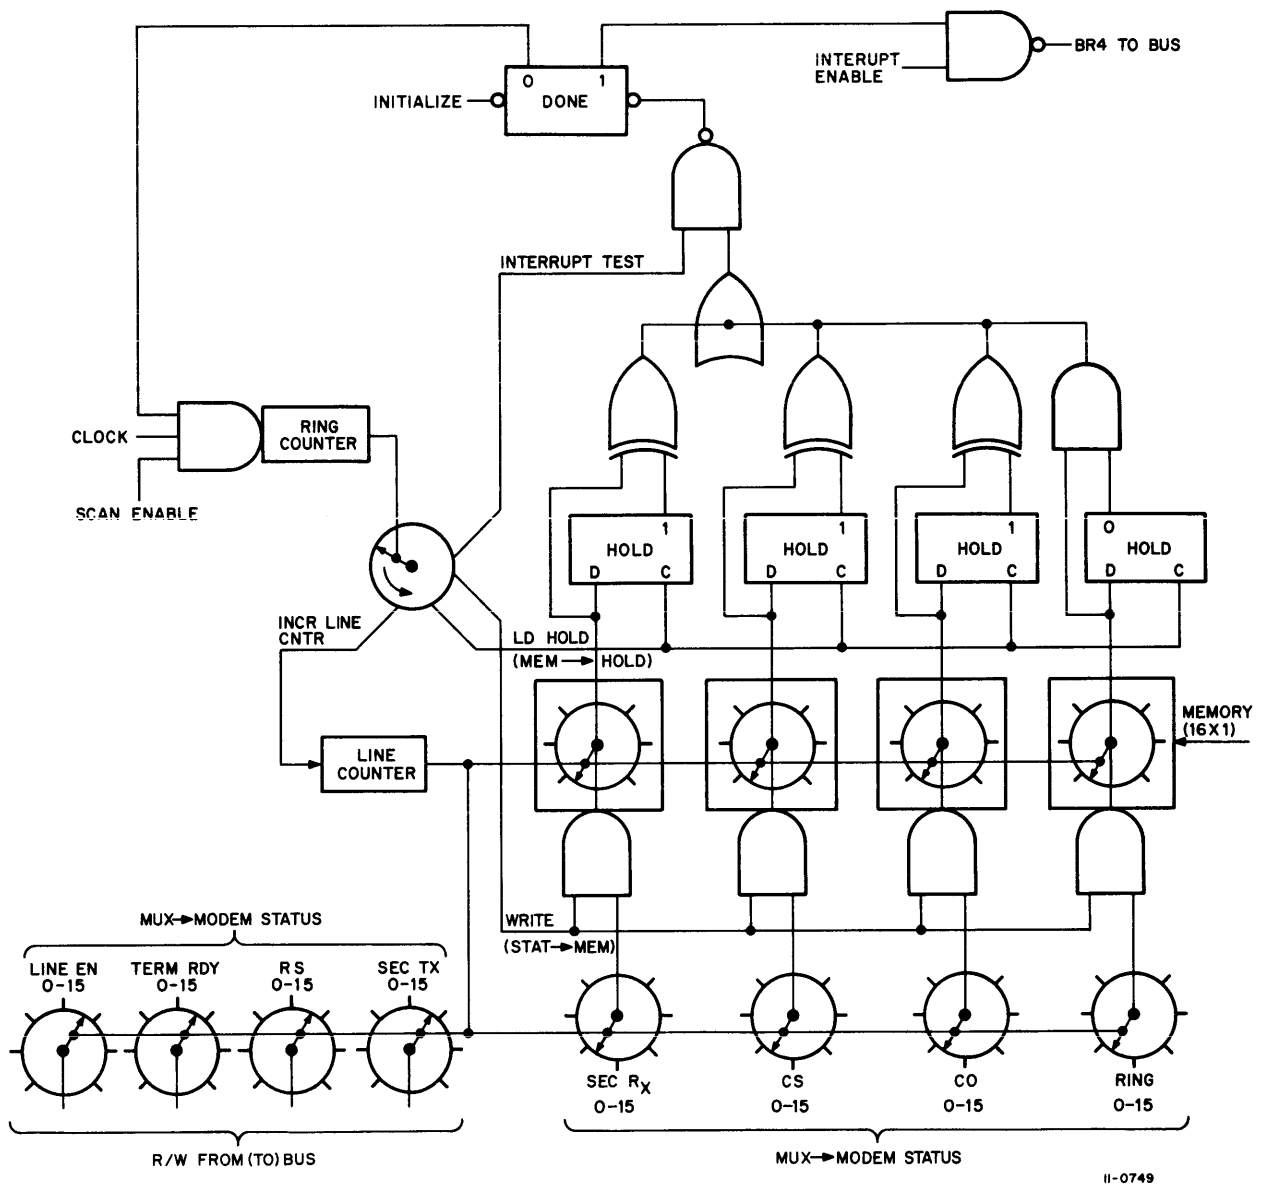 BR4 TO BUS
INTERUPT
ENABLE
0 1
INITIALIZE
DONE
INTERRUPT TEST
CLOCK
RING
COUNTER
SCAN ENABLE
1
HOLD
D C
1
HOLD
D C
1
HOLD
D C
0
HOLD
D C
INCR LINE
CNTR
LD HOLD
(MEM→HOLD)
MEMORY
(16X1)
LINE
COUNTER
WRITE
(STAT→MEM)
MUX→MODEM STATUS
LINE EN
0-15
TERM RDY
0-15
RS
0-15
SEC TX
0-15
R/W FROM (TO) BUS
SEC RX
0-15
CS
0-15
CO
0-15
RING
0-15
MUX→MODEM STATUS
11-0749